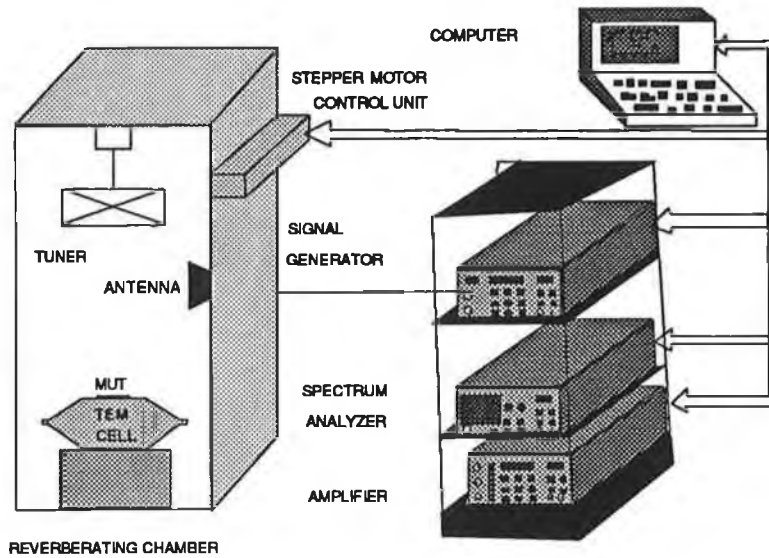 COMPUTER
STEPPER MOTOR
CONTROL UNIT
TUNER
SIGNAL
GENERATOR
ANTENNA
MUT
TEM
CELL
SPECTRUM
ANALYZER
AMPLIFIER
REVERBERATING CHAMBER